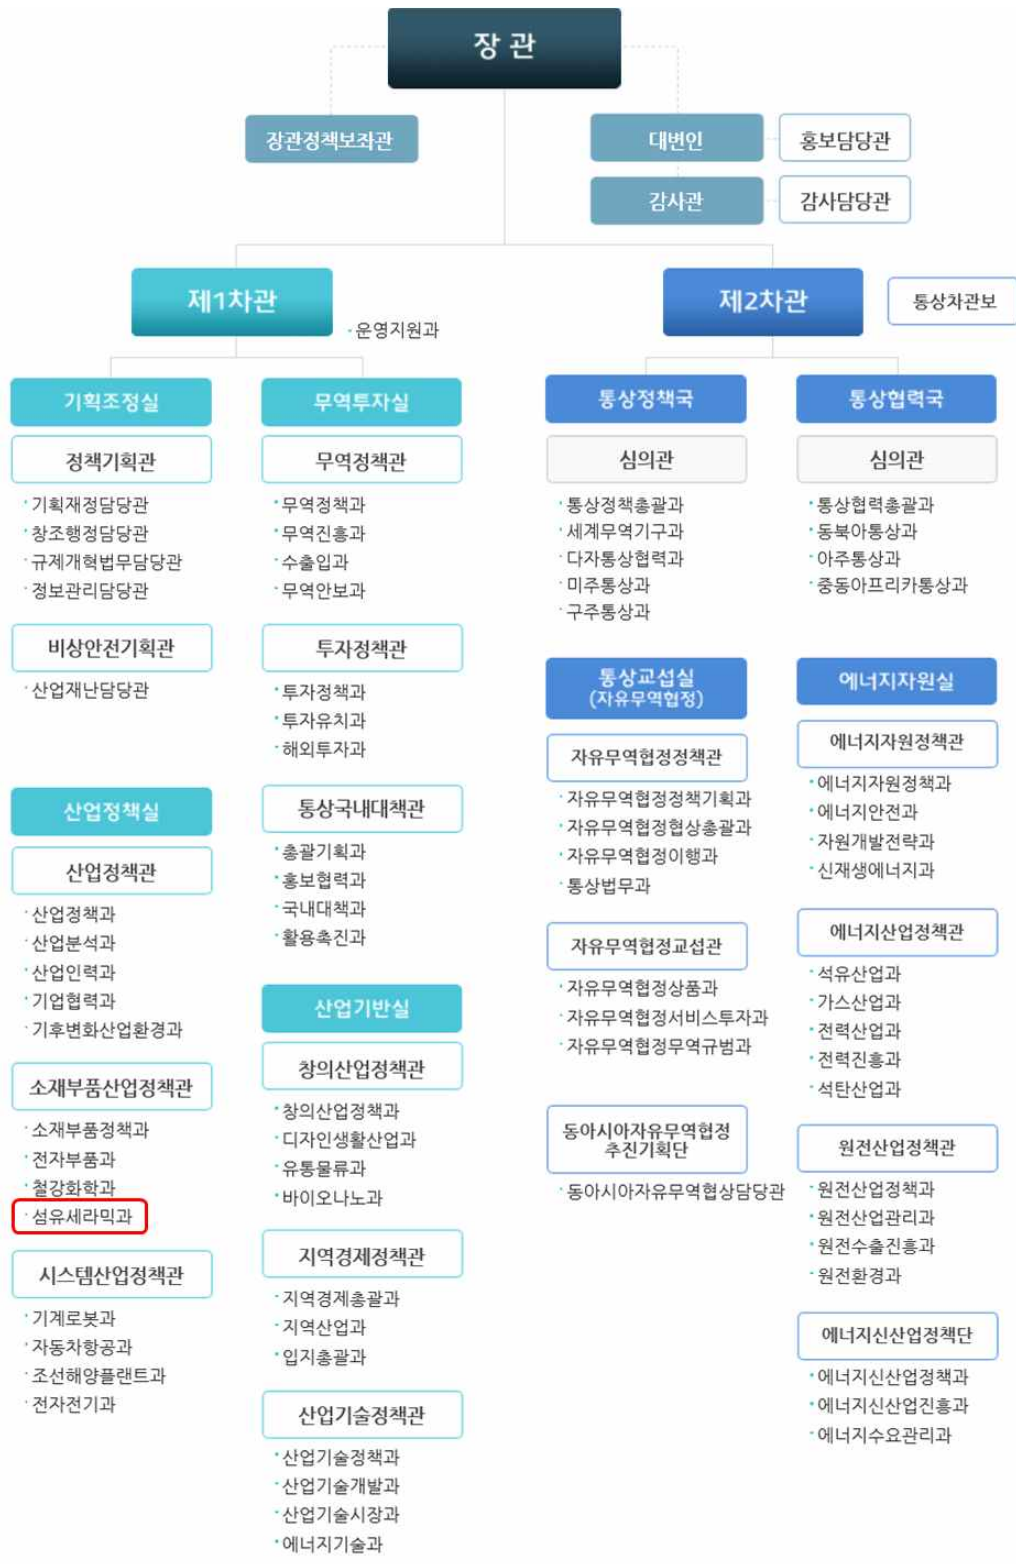 장 관
장관정책보좌관
대변인
홍보담당관
감사관
감사담당관
제1차관
· 운영지원과
제2차관
통상차관보
기획조정실
정책기획관
· 기획재정담당관
· 창조행정담당관
· 규제개혁법무담당관
· 정보관리담당관
비상안전기획관
· 산업재난담당관
산업정책실
산업정책관
· 산업정책과
· 산업분석과
· 산업인력과
· 기업협력과
· 기후변화산업환경과
소재부품산업정책관
· 소재부품정책과
· 전자부품과
· 철강화학과
· 섬유세라믹과
시스템산업정책관
· 기계로봇과
· 자동차항공과
· 조선해양플랜트과
· 전자전기과
무역투자실
무역정책관
· 무역정책과
· 무역진흥과
· 수출입과
· 무역안보과
투자정책관
· 투자정책과
· 투자유치과
· 해외투자과
통상국내대책관
· 총괄기획과
· 홍보협력과
· 국내대책과
· 활용촉진과
산업기반실
창의산업정책관
· 창의산업정책과
· 디자인생활산업과
· 유통물류과
· 바이오나노과
지역경제정책관
· 지역경제총괄과
· 지역산업과
· 입지총괄과
산업기술정책관
· 산업기술정책과
· 산업기술개발과
· 산업기술시장과
· 에너지기술과
통상정책국
심의관
· 통상정책총괄과
· 세계무역기구과
· 다자통상협력과
· 미주통상과
· 구주통상과
통상교섭실
(자유무역협정)
자유무역협정정책관
· 자유무역협정정책기획과
· 자유무역협정협상총괄과
· 자유무역협정이행과
· 통상법무과
자유무역협정교섭관
· 자유무역협정상품과
· 자유무역협정서비스투자과
· 자유무역협정무역규범과
동아시아자유무역협정
추진기획단
· 동아시아자유무역협상담당관
통상협력국
심의관
· 통상협력총괄과
· 동북아통상과
· 아주통상과
· 중동아프리카통상과
에너지자원실
에너지자원정책관
· 에너지자원정책과
· 에너지안전과
· 자원개발전략과
· 신재생에너지과
에너지산업정책관
· 석유산업과
· 가스산업과
· 전력산업과
· 전력진흥과
· 석탄산업과
원전산업정책관
· 원전산업정책과
· 원전산업관리과
· 원전수출진흥과
· 원전환경과
에너지신산업정책단
· 에너지신산업정책과
· 에너지신산업진흥과
· 에너지수요관리과